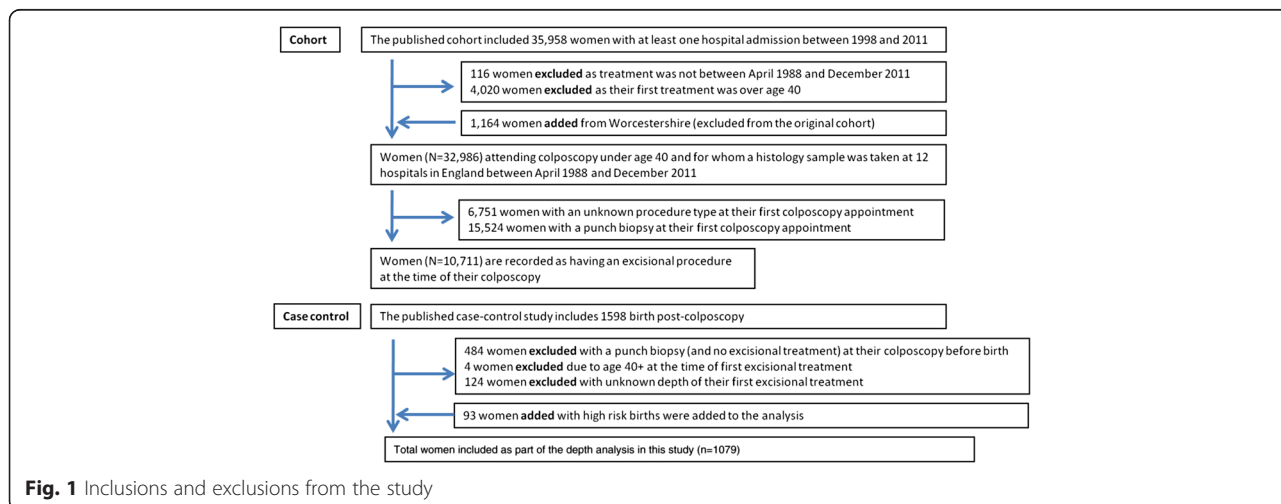 Cohort
The published cohort included 35,958 women with at least one hospital admission between 1998 and 2011
116 women excluded as treatment was not between April 1988 and December 2011
4,020 women excluded as their first treatment was over age 40
1,164 women added from Worcestershire (excluded from the original cohort)
Women (N=32,986) attending colposcopy under age 40 and for whom a histology sample was taken at 12
hospitals in England between April 1988 and December 2011
6,751 women with an unknown procedure type at their first colposcopy appointment
15,524 women with a punch biopsy at their first colposcopy appointment
Women (N=10,711) are recorded as having an excisional procedure
at the time of their colposcopy
Case control
The published case-control study includes 1598 birth post-colposcopy
484 women excluded with a punch biopsy (and no excisional treatment) at their colposcopy before birth
4 women excluded due to age 40+ at the time of first excisional treatment
124 women excluded with unknown depth of their first excisional treatment
93 women added with high risk births were added to the analysis
Total women included as part of the depth analysis in this study (n=1079)
Fig. 1 Inclusions and exclusions from the study